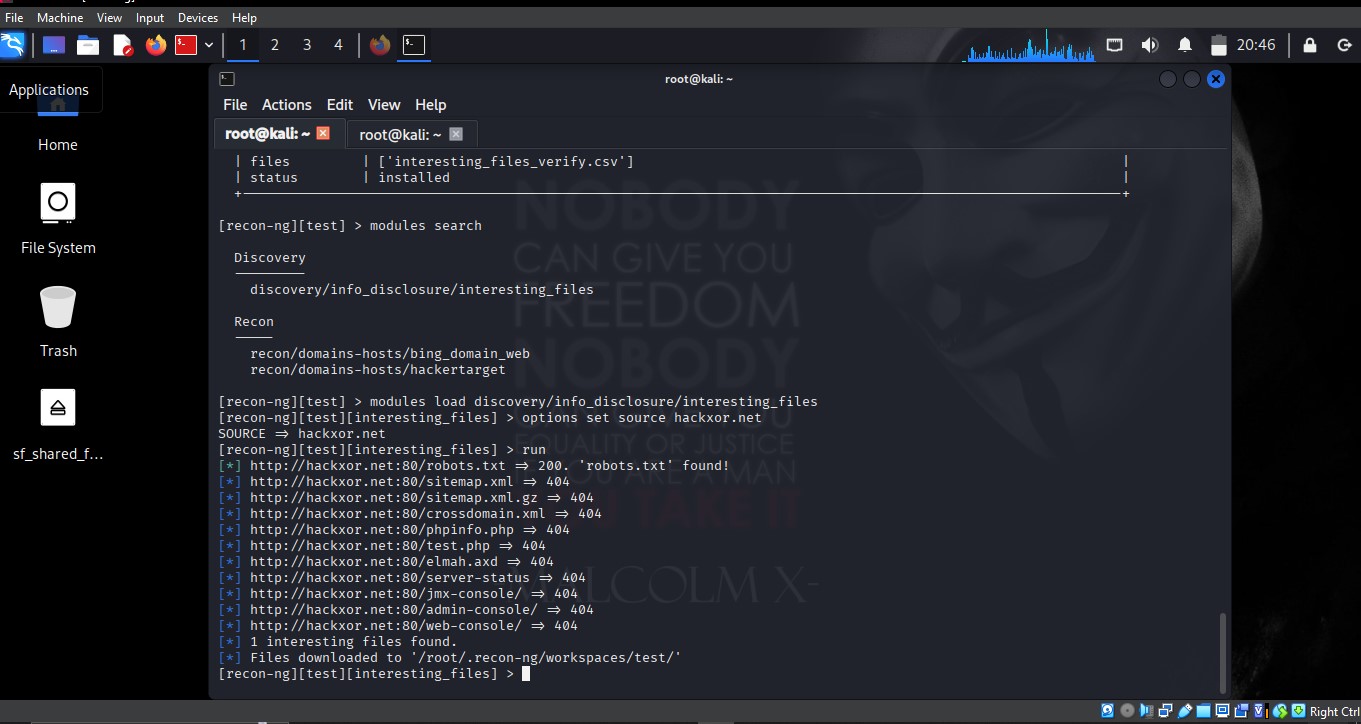 File Machine View Input Devices Help
1 2 3 4 20:46
Applications
Home
File System
Trash
sf_shared_f...
root@kali: ~
File Actions Edit View Help
root@kali: ~ root@kali: ~
| files | ['interesting_files_verify.csv'] |
| status | installed |
[recon-ng][test] > modules search
Discovery
discovery/info_disclosure/interesting_files
Recon
recon/domains-hosts/bing_domain_web
recon/domains-hosts/hackertarget
[recon-ng][test] > modules load discovery/info_disclosure/interesting_files
[recon-ng][test][interesting_files] > options set source hackxor.net
SOURCE ⇒ hackxor.net
[recon-ng][test][interesting_files] > run
[*] http://hackxor.net:80/robots.txt ⇒ 200. 'robots.txt' found!
[*] http://hackxor.net:80/sitemap.xml ⇒ 404
[*] http://hackxor.net:80/sitemap.xml.gz ⇒ 404
[*] http://hackxor.net:80/crossdomain.xml ⇒ 404
[*] http://hackxor.net:80/phpinfo.php ⇒ 404
[*] http://hackxor.net:80/test.php ⇒ 404
[*] http://hackxor.net:80/elmah.axd ⇒ 404
[*] http://hackxor.net:80/server-status ⇒ 404
[*] http://hackxor.net:80/jmx-console/ ⇒ 404
[*] http://hackxor.net:80/admin-console/ ⇒ 404
[*] http://hackxor.net:80/web-console/ ⇒ 404
[*] 1 interesting files found.
[*] Files downloaded to '/root/.recon-ng/workspaces/test/'
[recon-ng][test][interesting_files] >
NOBODY
CAN GIVE YOU
FREEDOM
NOBODY
CAN GIVE YOU
EQUALITY OR JUSTICE
IF YOU ARE A MAN
YOU TAKE IT
-MALCOLM X-
Right Ctrl